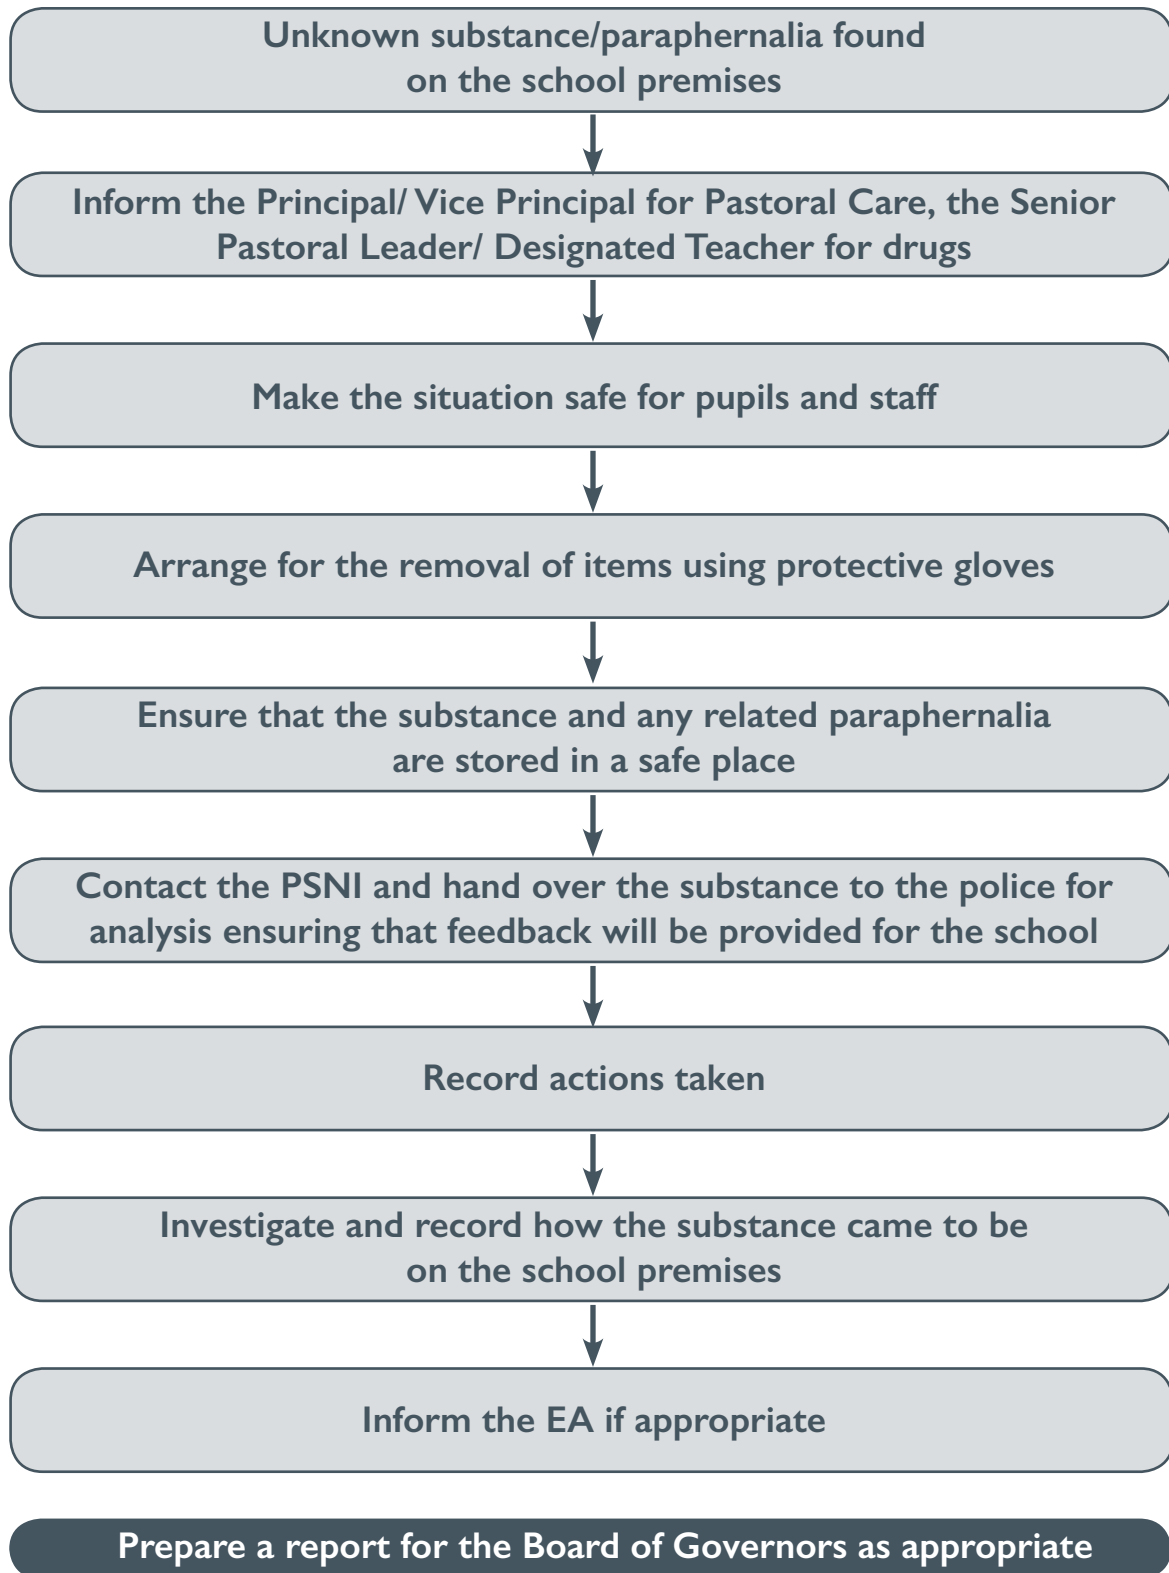 Unknown substance/paraphernalia found
on the school premises
Inform the Principal/ Vice Principal for Pastoral Care, the Senior
Pastoral Leader/ Designated Teacher for drugs
Make the situation safe for pupils and staff
Arrange for the removal of items using protective gloves
Ensure that the substance and any related paraphernalia
are stored in a safe place
Contact the PSNI and hand over the substance to the police for
analysis ensuring that feedback will be provided for the school
Record actions taken
Investigate and record how the substance came to be
on the school premises
Inform the EA if appropriate
Prepare a report for the Board of Governors as appropriate